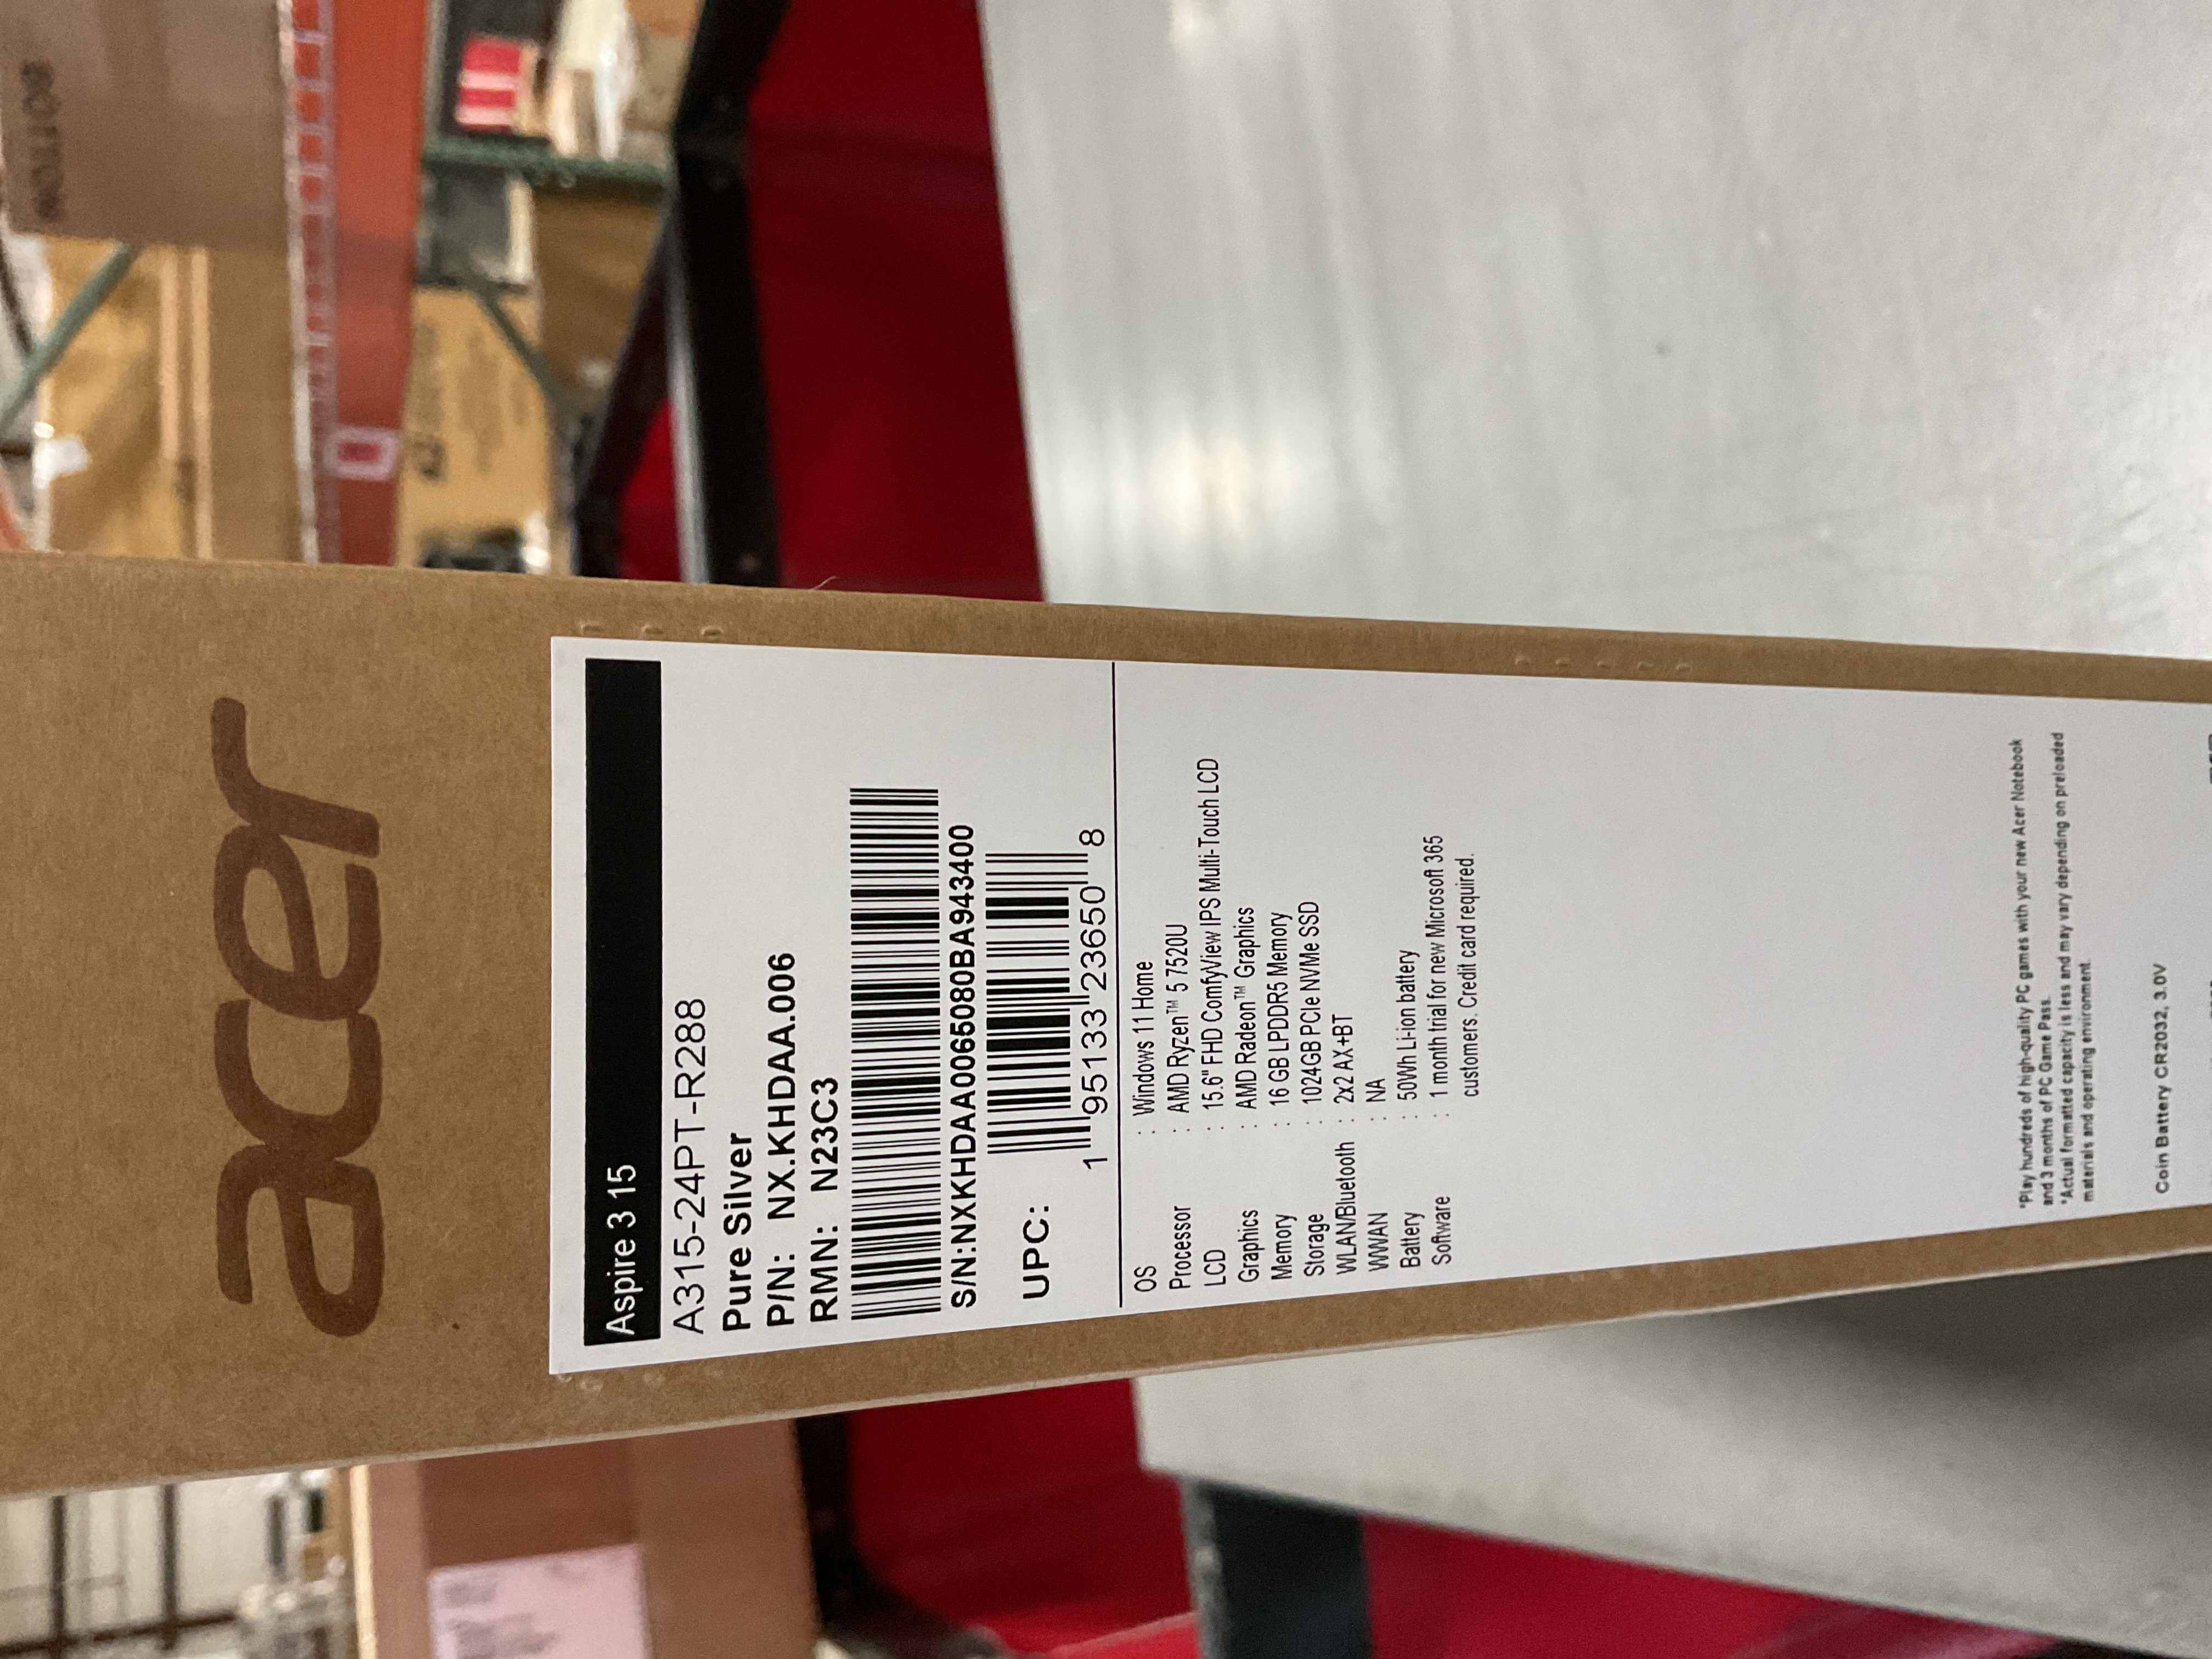 acer
Aspire 3 15
A315-24PT-R288
Pure Silver
P/N: NX.KHDAA.006
RMN: N23C3
S/N:NXKHDAA0065080BA943400
UPC:
1 95133 23650 8
OS : Windows 11 Home
Processor : AMD Ryzen™ 5 7520U
LCD : 15.6" FHD ComfyView IPS Multi-Touch LCD
Graphics : AMD Radeon™ Graphics
Memory : 16 GB LPDDR5 Memory
Storage : 1024GB PCIe NVMe SSD
WLAN/Bluetooth : 2x2 AX+BT
WWAN : NA
Battery : 50Wh Li-ion battery
Software : 1 month trial for new Microsoft 365
customers. Credit card required.
*Play hundreds of high-quality PC games with your new Acer Notebook
and 3 months of PC Game Pass.
*Actual formatted capacity is less and may vary depending on preloaded
materials and operating environment.
Coin Battery CR2032, 3.0V
BOTTOM